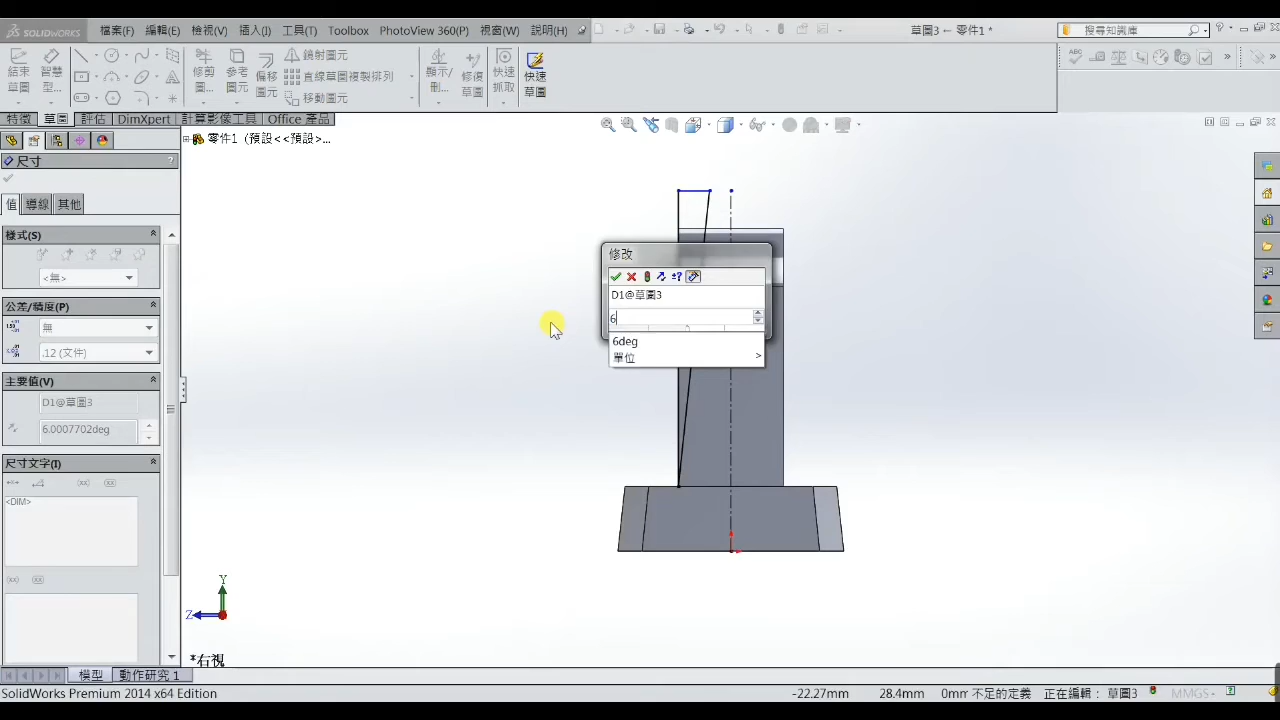 SOLIDWORKS 檔案(F) 編輯(E) 檢視(V) 插入(I) 工具(T) Toolbox PhotoView 360(P) 視窗(W) 說明(H) 草圖3 ← 零件1 * 搜尋知識庫
結束草圖 智慧型... 修剪圖... 參考圖元 偏移圖元 鏡射圖元 直線草圖複製排列 移動圖元 顯示/刪... 修復草圖 快速抓取 快速草圖
特徵 草圖 評估 DimXpert 計算影像工具 Office 產品
零件1 (預設<<預設>...
尺寸 ?
值 導線 其他
樣式(S)
<無>
公差/精度(P)
無
.12 (文件)
主要值(V)
D1@草圖3
6.0007702deg
尺寸文字(I)
<DIM>
(xx)
(xx)
修改
D1@草圖3
6
6deg
單位 >
Y
Z
*右視
模型 動作研究 1
SolidWorks Premium 2014 x64 Edition -22.27mm 28.4mm 0mm 不足的定義 正在編輯： 草圖3 MMGS